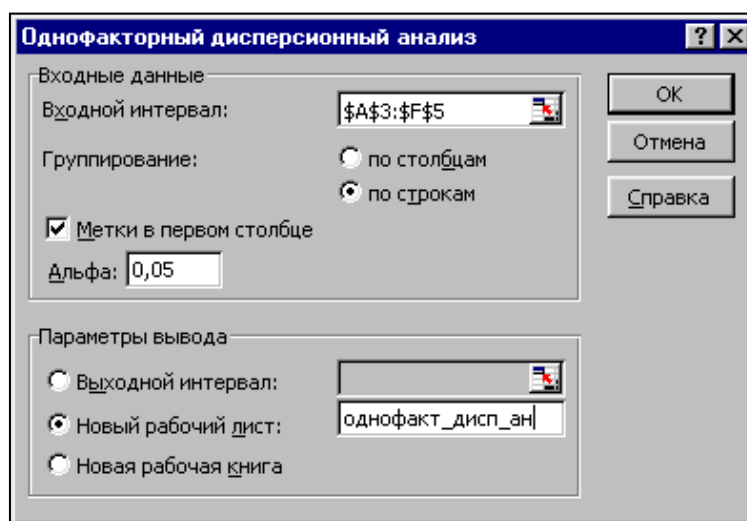 Однофакторный дисперсионный анализ
Входные данные
Входной интервал: $A$3:$F$5
Группирование: по столбцам
по строкам
Метки в первом столбце
Альфа: 0,05
Параметры вывода
Выходной интервал:
Новый рабочий лист: однофакт_дисп_ан
Новая рабочая книга
ОК
Отмена
Справка